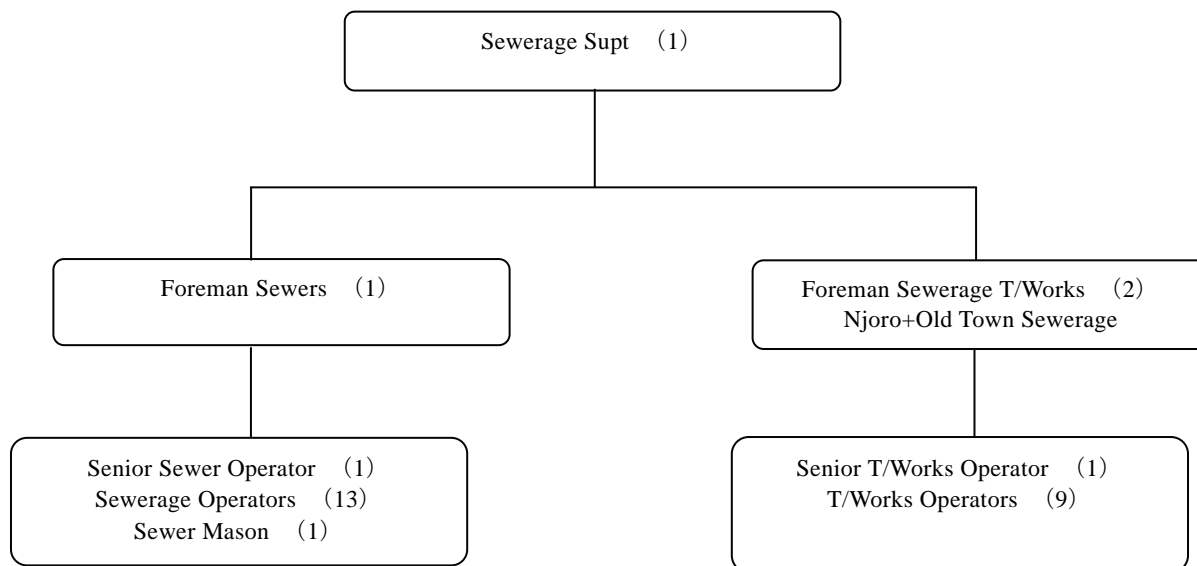 Sewerage Supt （1）
Foreman Sewers （1）
Foreman Sewerage T/Works （2）
Njoro+Old Town Sewerage
Senior Sewer Operator （1）
Sewerage Operators （13）
Sewer Mason （1）
Senior T/Works Operator （1）
T/Works Operators （9）